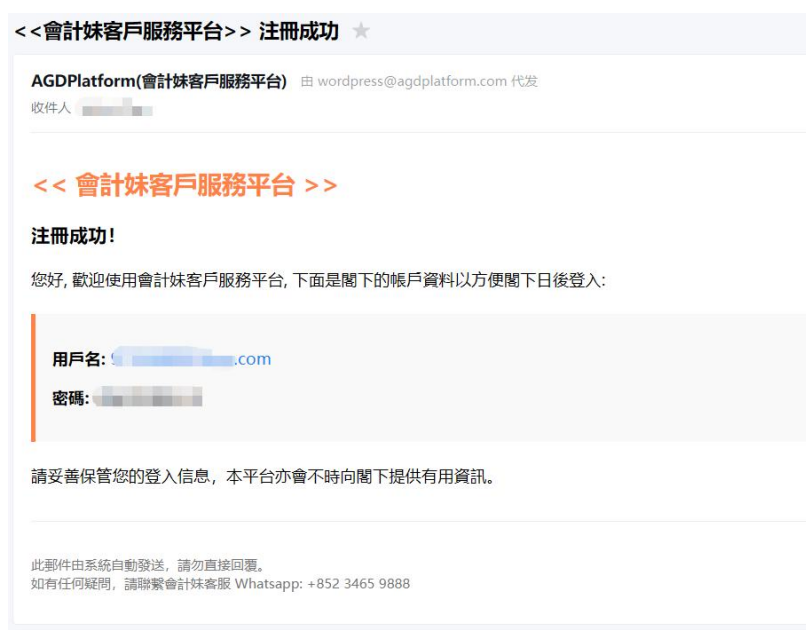 <<會計妹客戶服務平台>> 注冊成功
AGDPlatform(會計妹客戶服務平台) 由 wordpress@agdplatform.com 代发
收件人
<< 會計妹客戶服務平台 >>
注冊成功!
您好, 歡迎使用會計妹客戶服務平台, 下面是閣下的帳戶資料以方便閣下日後登入:
用戶名: .com
密碼:
請妥善保管您的登入信息，本平台亦會不時向閣下提供有用資訊。
此郵件由系統自動發送，請勿直接回覆。
如有任何疑問，請聯繫會計妹客服 Whatsapp: +852 3465 9888